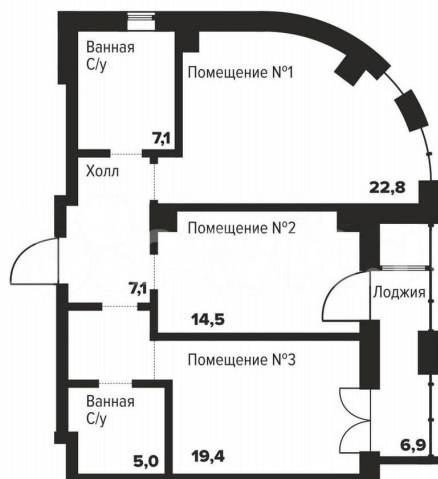 Ванная
С/у
7,1
Помещение №1
22,8
Холл
7,1
Помещение №2
14,5
Лоджия
6,9
Помещение №3
19,4
Ванная
С/у
5,0